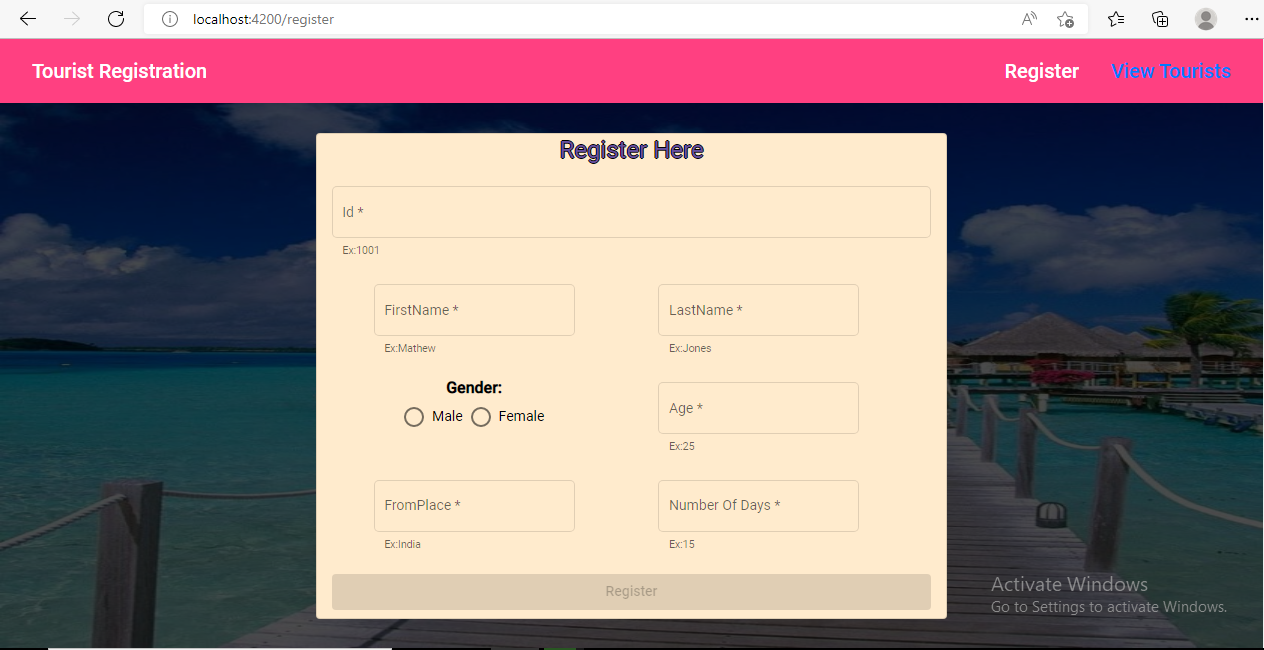 localhost:4200/register
Tourist Registration
Register
View Tourists
Register Here
Id *
Ex:1001
FirstName *
LastName *
Ex:Mathew
Ex:Jones
Gender:
Male
Female
Age *
Ex:25
FromPlace *
Number Of Days *
Ex:India
Ex:15
Register
Activate Windows
Go to Settings to activate Windows.